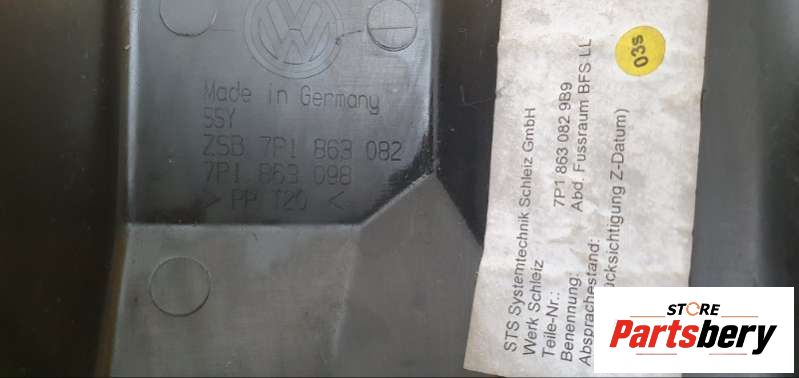 Made in Germany
5SY
ZSB 7P1 863 082
7P1 863 098
> PP T20 <
03s
STS Systemtechnik Schleiz GmbH
Werk Schleiz
Teile-Nr.: 7P1 863 082 9B9
Benennung: Abd. Fussraum BFS LL
Absprachestand:
ücksichtigung Z-Datum)
STORE
Partsbery